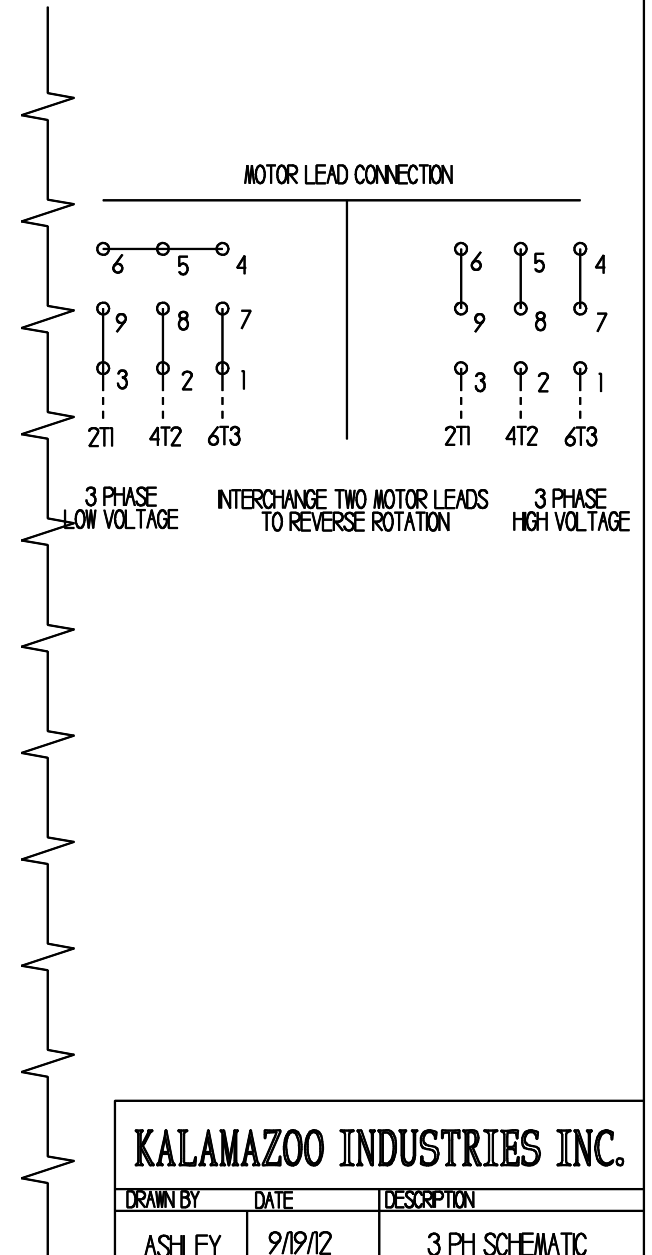 MOTOR LEAD CONNECTION
6 5 4
9 8 7
3 2 1
2T1 4T2 6T3
3 PHASE
LOW VOLTAGE
INTERCHANGE TWO MOTOR LEADS
TO REVERSE ROTATION
6 5 4
9 8 7
3 2 1
2T1 4T2 6T3
3 PHASE
HIGH VOLTAGE
KALAMAZOO INDUSTRIES INC.
DRAWN BY DATE DESCRIPTION
ASHLEY 9/19/12 3 PH SCHEMATIC